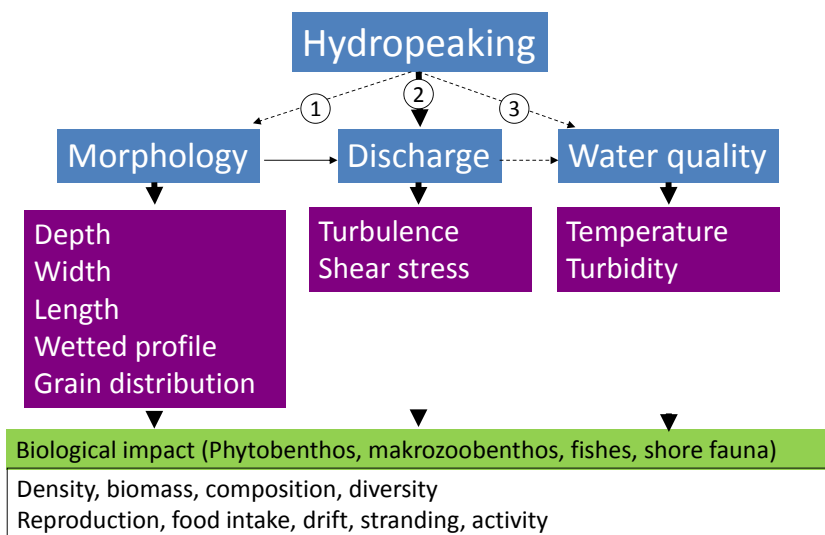 Hydropeaking
1
2
3
Morphology
Discharge
Water quality
Depth
Width
Length
Wetted profile
Grain distribution
Turbulence
Shear stress
Temperature
Turbidity
Biological impact (Phytobenthos, makrozoobenthos, fishes, shore fauna)
Density, biomass, composition, diversity
Reproduction, food intake, drift, stranding, activity